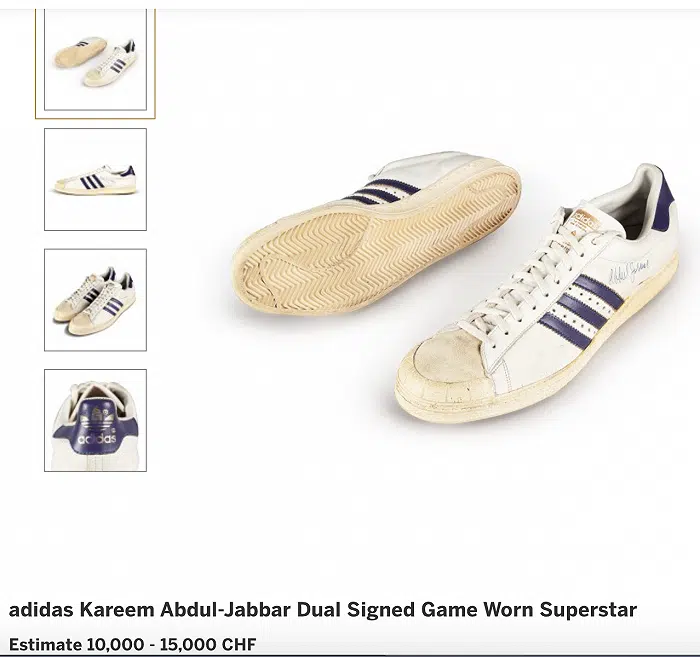 adidas
adidas
adidas Kareem Abdul-Jabbar Dual Signed Game Worn Superstar
Estimate 10,000 - 15,000 CHF